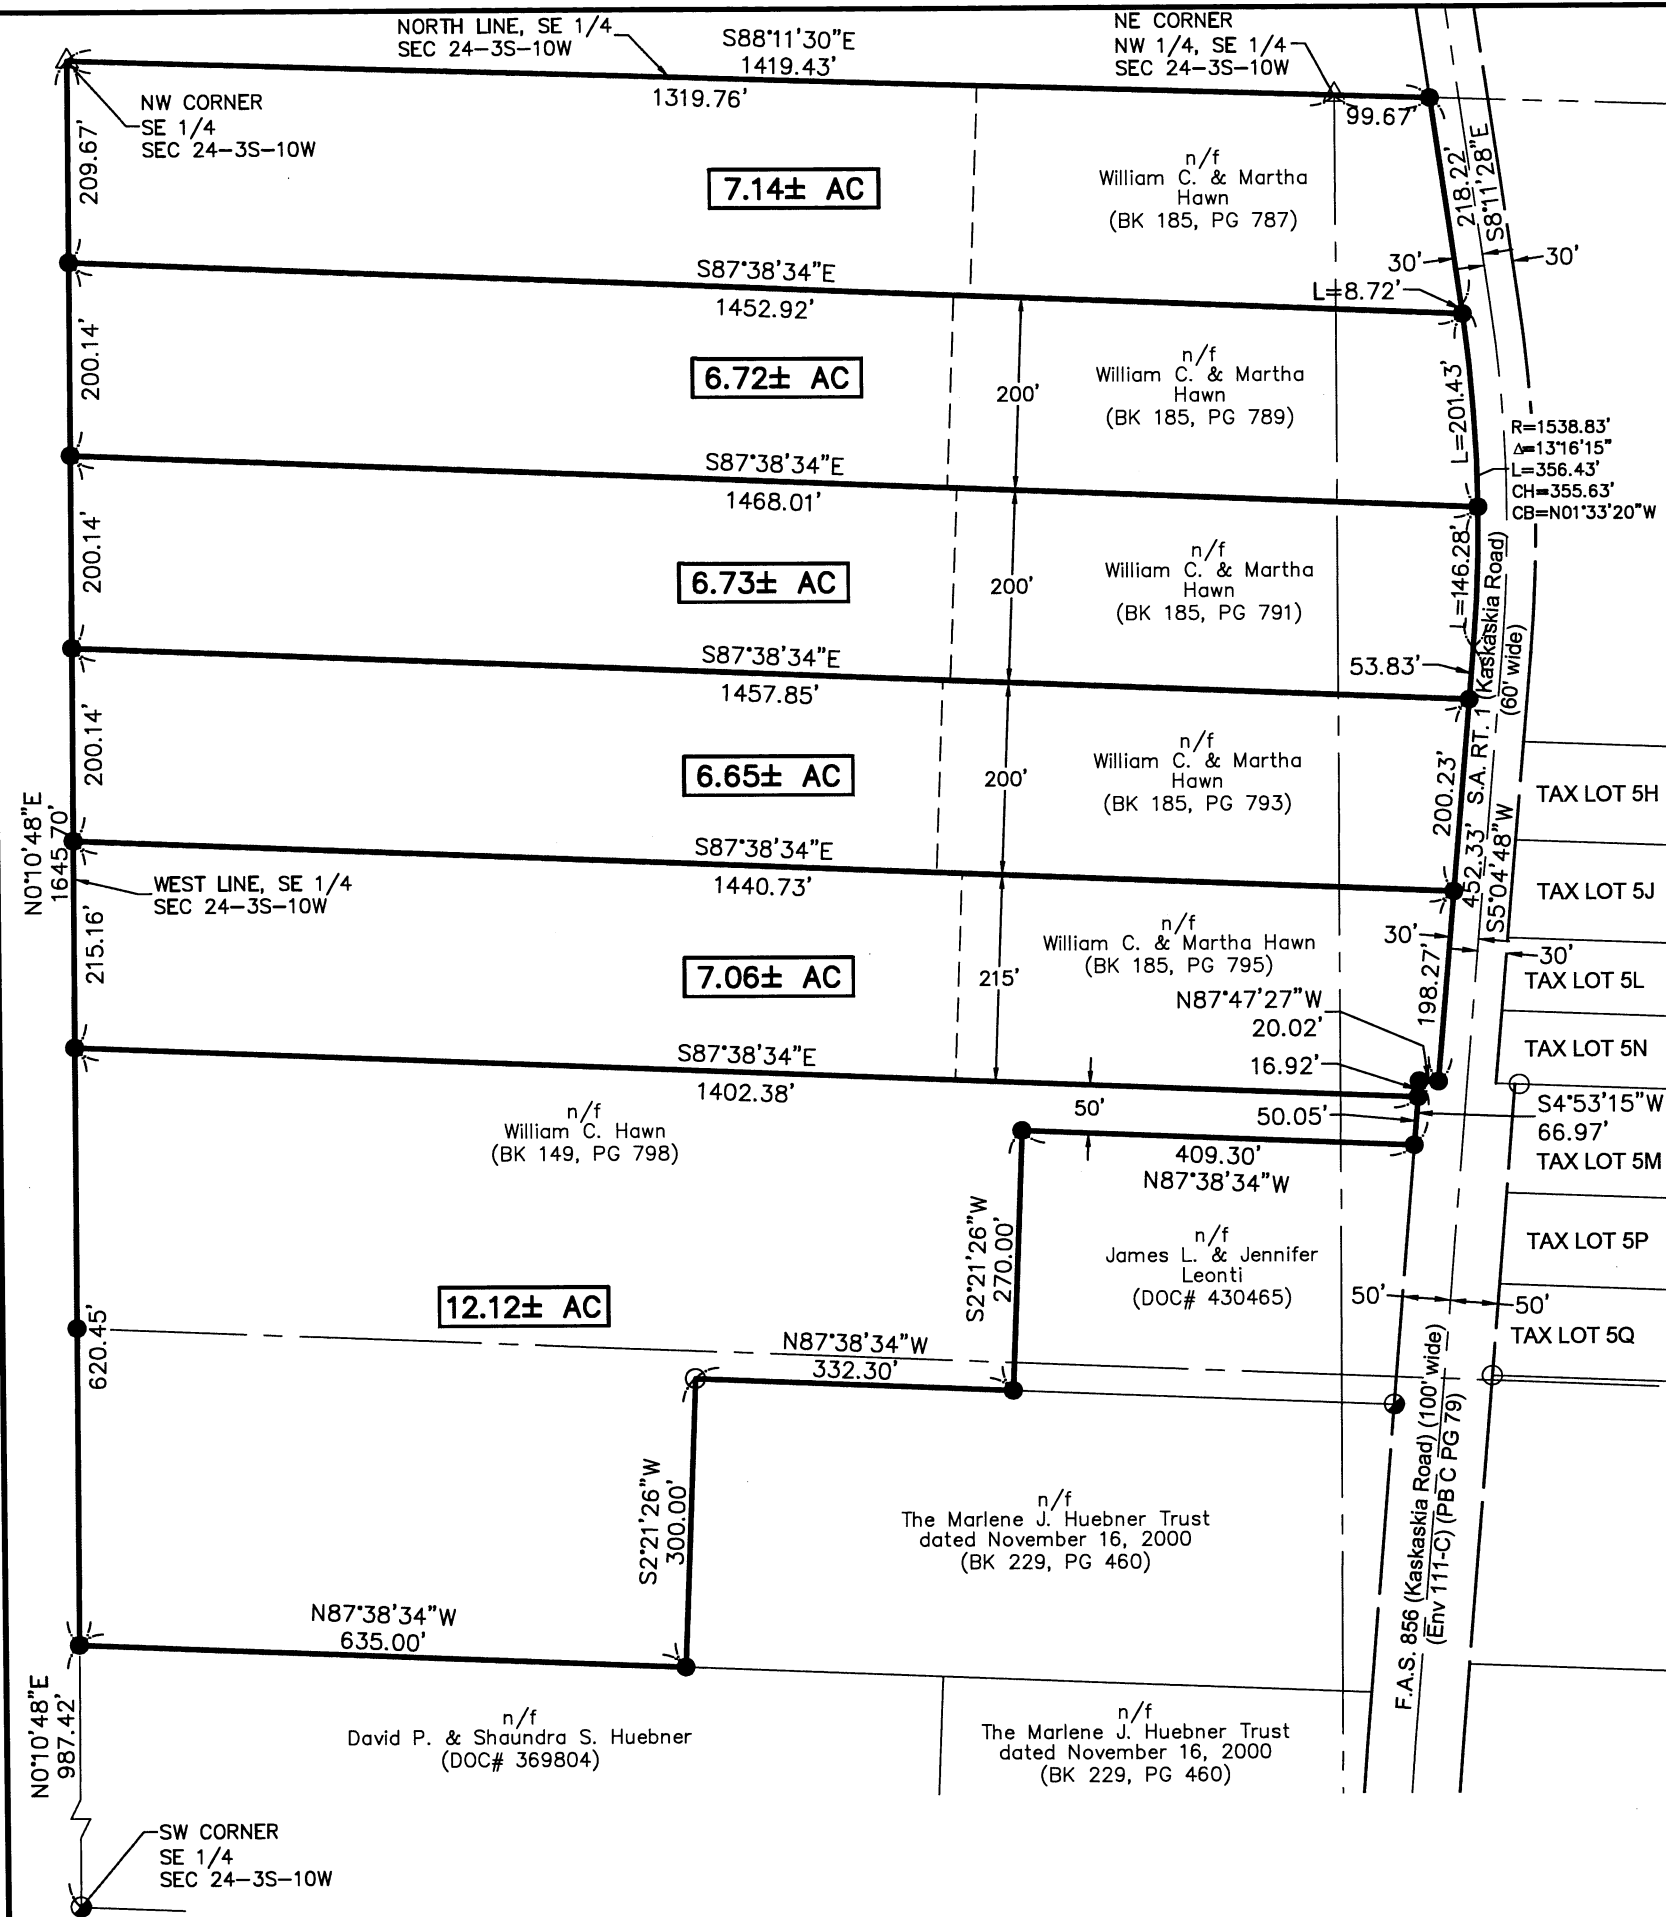 NORTH LINE, SE 1/4
SEC 24-3S-10W
S88°11'30"E
1419.43'
1319.76'
NE CORNER
NW 1/4, SE 1/4
SEC 24-3S-10W
99.67'
NW CORNER
SE 1/4
SEC 24-3S-10W
209.67'
7.14± AC
n/f
William C. & Martha
Hawn
(BK 185, PG 787)
218.22'
S8°11'28"E
30'
30'
L=8.72'
S87°38'34"E
1452.92'
200.14'
6.72± AC
200'
n/f
William C. & Martha
Hawn
(BK 185, PG 789)
L=201.43'
R=1538.83'
Δ=13°16'15"
L=356.43'
CH=355.63'
CB=N01°33'20"W
S87°38'34"E
1468.01'
200.14'
6.73± AC
200'
n/f
William C. & Martha
Hawn
(BK 185, PG 791)
L=146.28'
53.83'
S.A. RT. 1 (Kaskaskia Road)
(60' wide)
S87°38'34"E
1457.85'
200.14'
6.65± AC
200'
n/f
William C. & Martha
Hawn
(BK 185, PG 793)
200.23'
452.33'
S5°04'48"W
TAX LOT 5H
TAX LOT 5J
N0°10'48"E
1645.70'
S87°38'34"E
1440.73'
WEST LINE, SE 1/4
SEC 24-3S-10W
215.16'
7.06± AC
215'
n/f
William C. & Martha Hawn
(BK 185, PG 795)
30'
30'
198.27'
TAX LOT 5L
N87°47'27"W
20.02'
16.92'
TAX LOT 5N
S87°38'34"E
1402.38'
50'
50.05'
S4°53'15"W
66.97'
TAX LOT 5M
n/f
William C. Hawn
(BK 149, PG 798)
409.30'
N87°38'34"W
S2°21'26"W
270.00'
n/f
James L. & Jennifer
Leonti
(DOC# 430465)
TAX LOT 5P
50'
50'
TAX LOT 5Q
12.12± AC
620.45'
N87°38'34"W
332.30'
S2°21'26"W
300.00'
n/f
The Marlene J. Huebner Trust
dated November 16, 2000
(BK 229, PG 460)
F.A.S. 856 (Kaskaskia Road) (100' wide)
(Env 111-C) (PB C PG 79)
N87°38'34"W
635.00'
N0°10'48"E
987.42'
n/f
David P. & Shaundra S. Huebner
(DOC# 369804)
n/f
The Marlene J. Huebner Trust
dated November 16, 2000
(BK 229, PG 460)
SW CORNER
SE 1/4
SEC 24-3S-10W